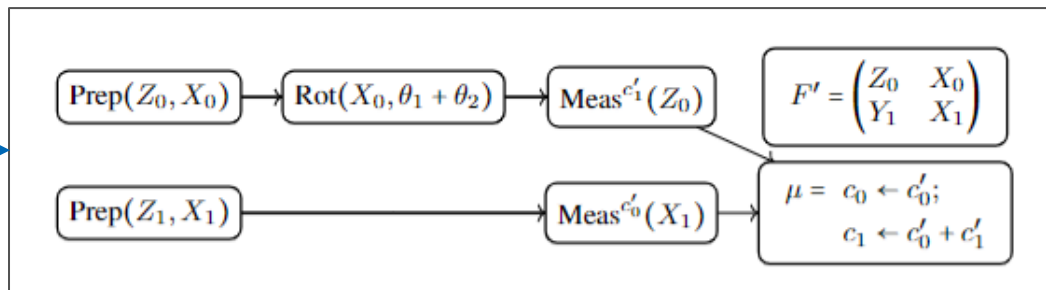 Prep(Z₀, X₀)
Rot(X₀, θ₁ + θ₂)
Meas^{c′₁}(Z₀)
F′ = (Z₀ X₀
Y₁ X₁)
Prep(Z₁, X₁)
Meas^{c′₀}(X₁)
μ = c₀ ← c′₀;
c₁ ← c′₀ + c′₁